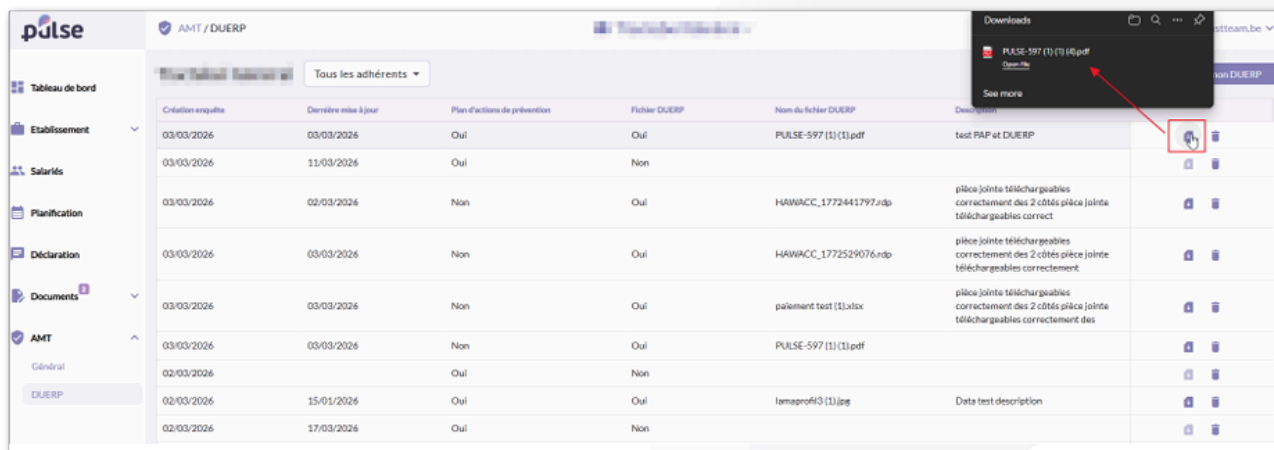 pulse
AMT / DUERP
Downloads
PULSE-597 (1) (1) (4).pdf
Open file
See more
stteam.be
Tous les adhérents
mon DUERP
Tableau de bord
Etablissement
Salariés
Planification
Déclaration
Documents 2
AMT
Général
DUERP
Création enquête Dernière mise à jour Plan d'actions de prévention Fichier DUERP Nom du fichier DUERP Description
03/03/2026 03/03/2026 Oui Oui PULSE-597 (1) (1).pdf test PAP et DUERP
03/03/2026 11/03/2026 Oui Non
03/03/2026 02/03/2026 Non Oui HAWACC_1772441797.rdp pièce jointe téléchargeables
correctement des 2 côtés pièce jointe
téléchargeables correct
03/03/2026 03/03/2026 Non Oui HAWACC_1772529076.rdp pièce jointe téléchargeables
correctement des 2 côtés pièce jointe
téléchargeables correctement
03/03/2026 03/03/2026 Non Oui paiement test (1).xlsx pièce jointe téléchargeables
correctement des 2 côtés pièce jointe
téléchargeables correctement des
03/03/2026 03/03/2026 Non Oui PULSE-597 (1) (1).pdf
02/03/2026 Oui Non
02/03/2026 15/01/2026 Oui Oui lamaprofil3 (1).jpg Data test description
02/03/2026 17/03/2026 Oui Non